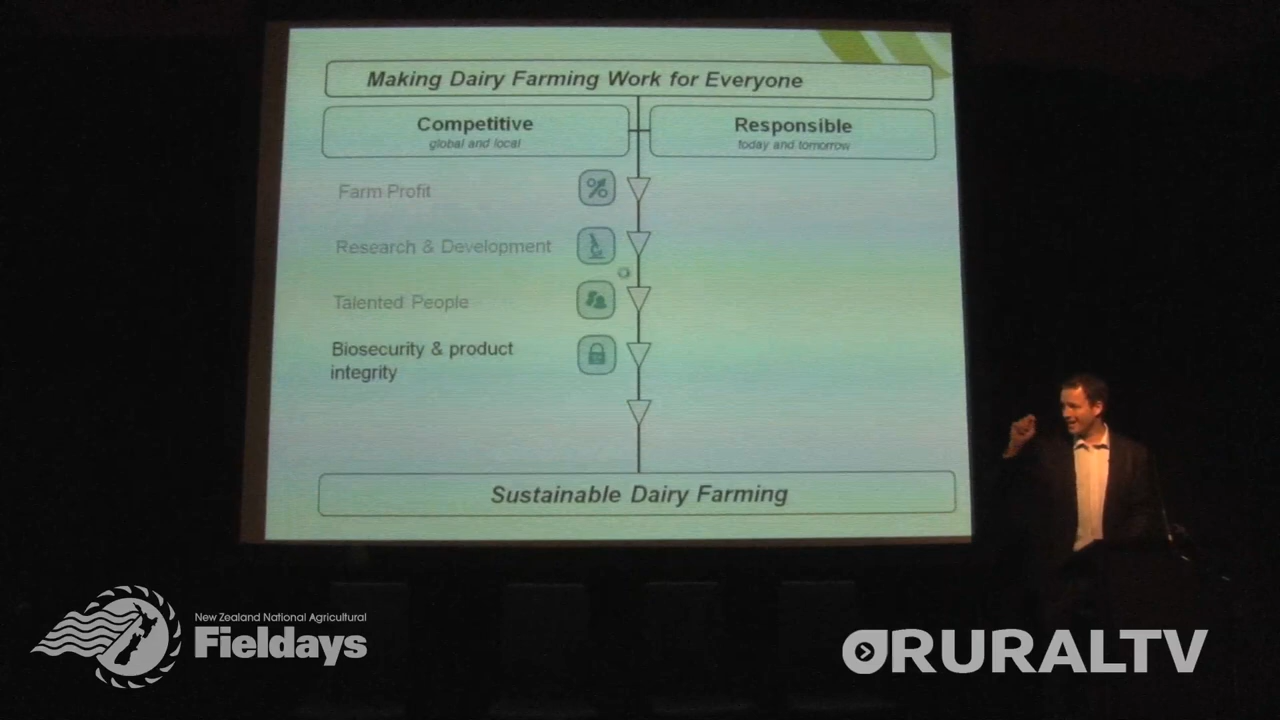 Making Dairy Farming Work for Everyone
Competitive
global and local
Responsible
today and tomorrow
Farm Profit
Research & Development
Talented People
Biosecurity & product
integrity
Sustainable Dairy Farming
New Zealand National Agricultural
Fieldays
RURALTV